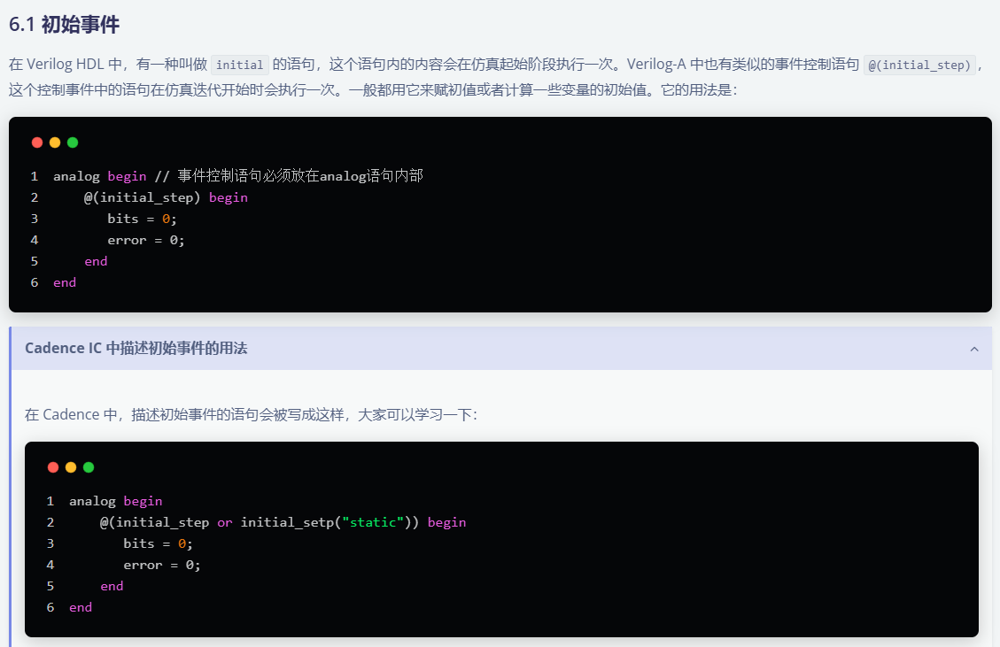 6.1 初始事件
在 Verilog HDL 中，有一种叫做 initial 的语句，这个语句内的内容会在仿真起始阶段执行一次。Verilog-A 中也有类似的事件控制语句 @(initial_step) ，
这个控制事件中的语句在仿真迭代开始时会执行一次。一般都用它来赋初值或者计算一些变量的初始值。它的用法是：
1 analog begin // 事件控制语句必须放在analog语句内部
2     @(initial_step) begin
3        bits = 0;
4        error = 0;
5     end
6 end
Cadence IC 中描述初始事件的用法
在 Cadence 中，描述初始事件的语句会被写成这样，大家可以学习一下：
1 analog begin
2     @(initial_step or initial_setp("static")) begin
3        bits = 0;
4        error = 0;
5     end
6 end